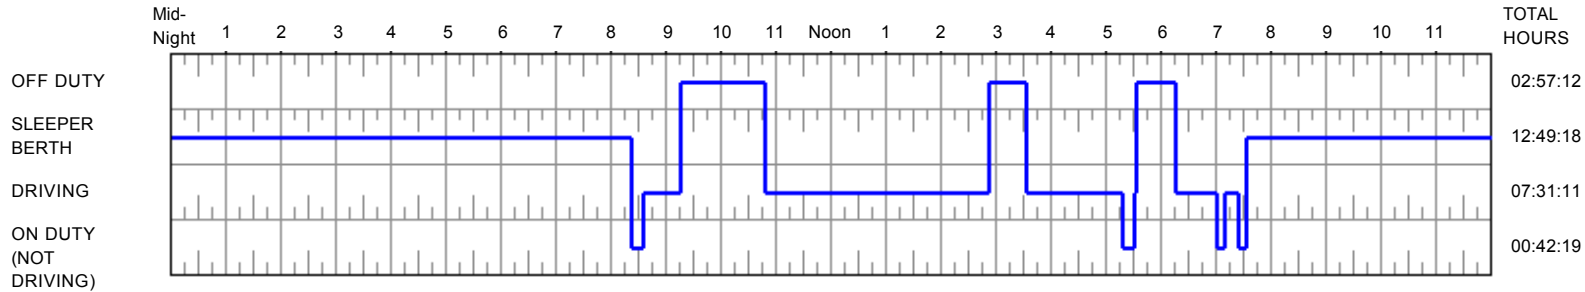 Mid-
Night 1 2 3 4 5 6 7 8 9 10 11 Noon 1 2 3 4 5 6 7 8 9 10 11
TOTAL
HOURS
OFF DUTY 02:57:12
SLEEPER
BERTH 12:49:18
DRIVING 07:31:11
ON DUTY
(NOT
DRIVING) 00:42:19